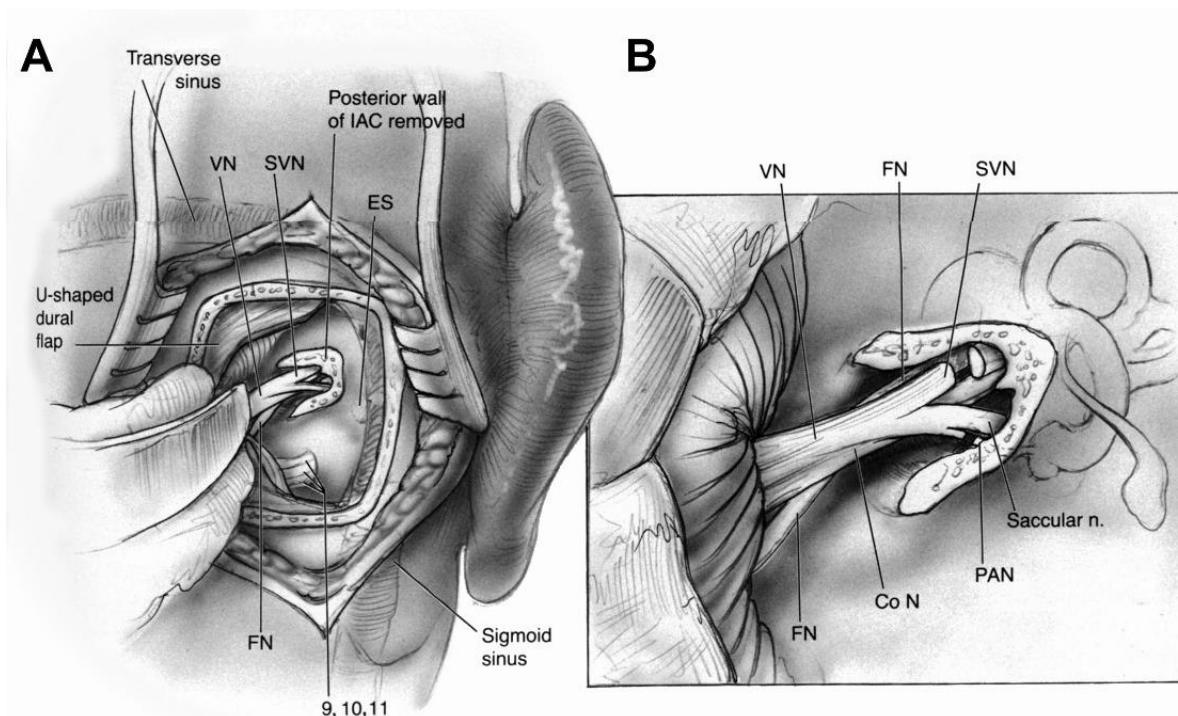 A
Transverse
sinus
Posterior wall
of IAC removed
VN
SVN
ES
U-shaped
dural
flap
FN
Sigmoid
sinus
9, 10, 11
B
VN
FN
SVN
Saccular n.
PAN
Co N
FN